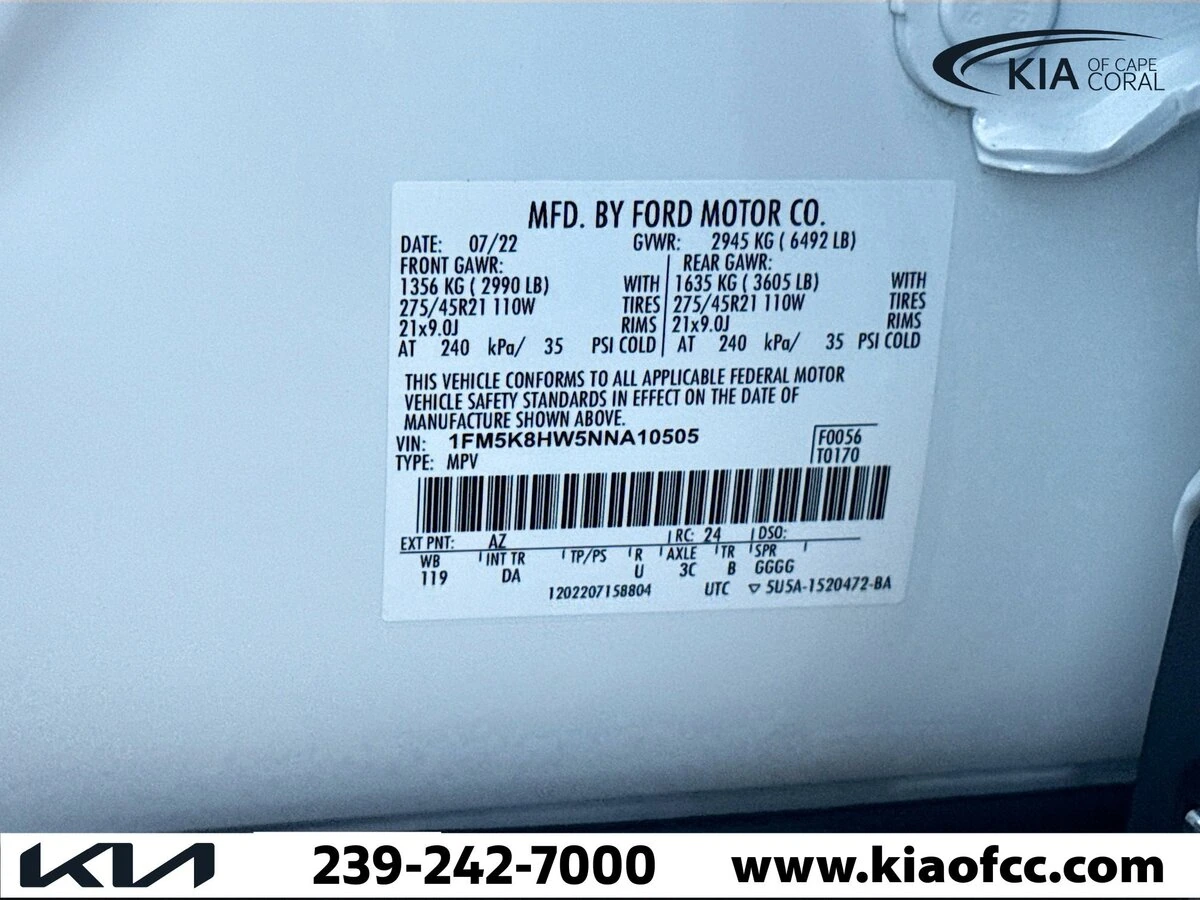 KIA OF CAPE CORAL
MFD. BY FORD MOTOR CO.
DATE: 07/22 GVWR: 2945 KG ( 6492 LB)
FRONT GAWR: REAR GAWR:
1356 KG ( 2990 LB) WITH 1635 KG ( 3605 LB) WITH
275/45R21 110W TIRES 275/45R21 110W TIRES
21x9.0J RIMS 21x9.0J RIMS
AT 240 kPa/ 35 PSI COLD AT 240 kPa/ 35 PSI COLD
THIS VEHICLE CONFORMS TO ALL APPLICABLE FEDERAL MOTOR
VEHICLE SAFETY STANDARDS IN EFFECT ON THE DATE OF
MANUFACTURE SHOWN ABOVE.
VIN: 1FM5K8HW5NNA10505 F0056
TYPE: MPV T0170
EXT PNT: AZ RC: 24 DSO:
WB INT TR TP/PS R AXLE TR SPR
119 DA U 3C B GGGG
1202207158804 UTC ▽ 5U5A-1520472-BA
KIA 239-242-7000 www.kiaofcc.com